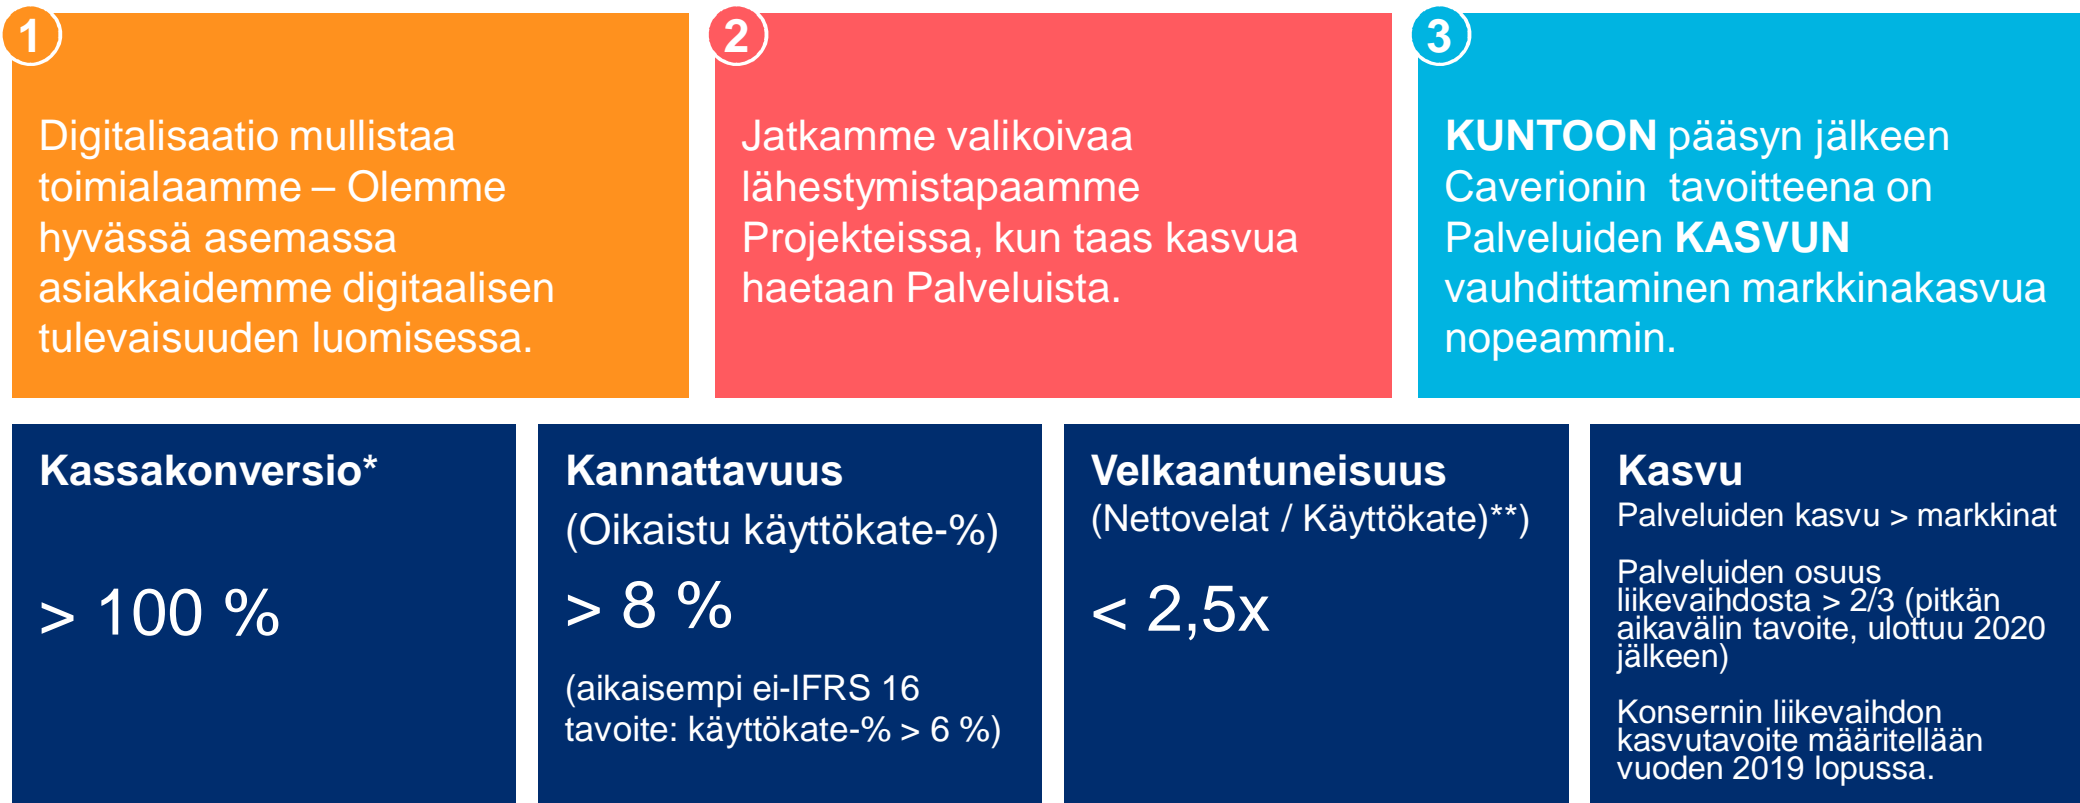 1
Digitalisaatio mullistaa
toimialaamme – Olemme
hyvässä asemassa
asiakkaidemme digitaalisen
tulevaisuuden luomisessa.
2
Jatkamme valikoivaa
lähestymistapaamme
Projekteissa, kun taas kasvua
haetaan Palveluista.
3
KUNTOON pääsyn jälkeen
Caverionin tavoitteena on
Palveluiden KASVUN
vauhdittaminen markkinakasvua
nopeammin.
Kassakonversio*
> 100 %
Kannattavuus
(Oikaistu käyttökate-%)
> 8 %
(aikaisempi ei-IFRS 16
tavoite: käyttökate-% > 6 %)
Velkaantuneisuus
(Nettovelat / Käyttökate)**)
< 2,5x
Kasvu
Palveluiden kasvu > markkinat
Palveluiden osuus
liikevaihdosta > 2/3 (pitkän
aikavälin tavoite, ulottuu 2020
jälkeen)
Konsernin liikevaihdon
kasvutavoite määritellään
vuoden 2019 lopussa.